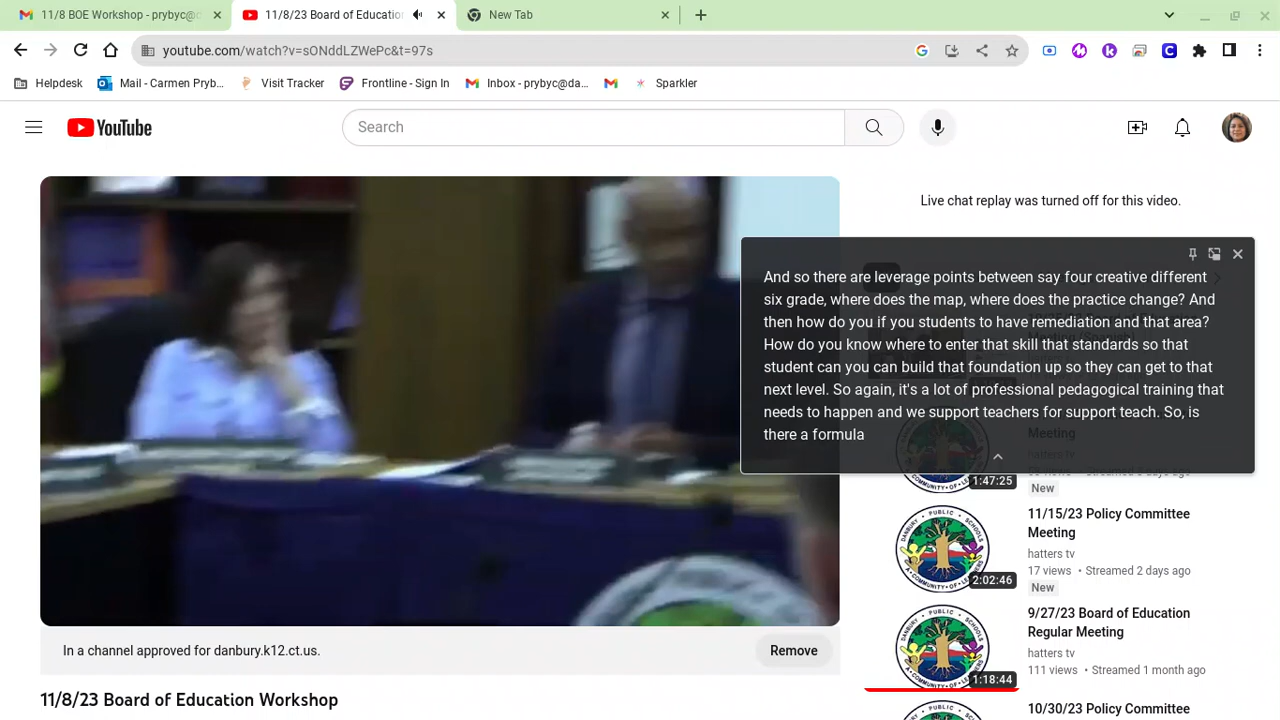 11/8 BOE Workshop - prybyc@
11/8/23 Board of Education
New Tab
youtube.com/watch?v=sONddLZWePc&t=97s
Helpdesk
Mail - Carmen Pryb...
Visit Tracker
Frontline - Sign In
Inbox - prybyc@da...
Sparkler
YouTube
Search
Live chat replay was turned off for this video.
And so there are leverage points between say four creative different
six grade, where does the map, where does the practice change? And
then how do you if you students to have remediation and that area?
How do you know where to enter that skill that standards so that
student can you can build that foundation up so they can get to that
next level. So again, it's a lot of professional pedagogical training that
needs to happen and we support teachers for support teach. So, is
there a formula
Meeting
hatters tv
Streamed 3 days ago
1:47:25
New
11/15/23 Policy Committee
Meeting
hatters tv
17 views • Streamed 2 days ago
2:02:46
New
9/27/23 Board of Education
Regular Meeting
hatters tv
111 views • Streamed 1 month ago
1:18:44
10/30/23 Policy Committee
In a channel approved for danbury.k12.ct.us.
Remove
11/8/23 Board of Education Workshop